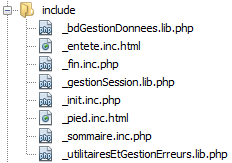 include
_bdGestionDonnees.lib.php
_entete.inc.html
_fin.inc.php
_gestionSession.lib.php
_init.inc.php
_pied.inc.html
_sommaire.inc.php
_utilitairesEtGestionErreurs.lib.php